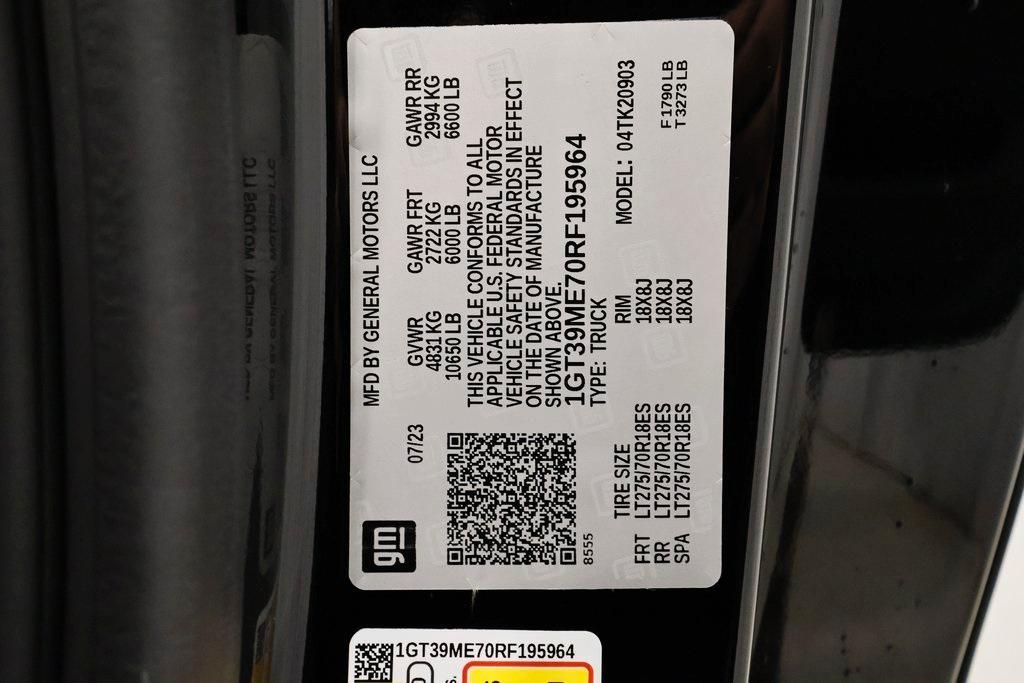 gm
MFD BY GENERAL MOTORS LLC
07/23
GVWR GAWR FRT GAWR RR
4831 KG 2722 KG 2994 KG
10650 LB 6000 LB 6600 LB
THIS VEHICLE CONFORMS TO ALL
APPLICABLE U.S. FEDERAL MOTOR
VEHICLE SAFETY STANDARDS IN EFFECT
ON THE DATE OF MANUFACTURE
SHOWN ABOVE.
1GT39ME70RF195964
8555
TYPE: TRUCK
TIRE SIZE RIM MODEL: 04TK20903
FRT LT275/70R18ES 18X8J
RR LT275/70R18ES 18X8J F1790 LB
SPA LT275/70R18ES 18X8J T3273 LB
1GT39ME70RF195964